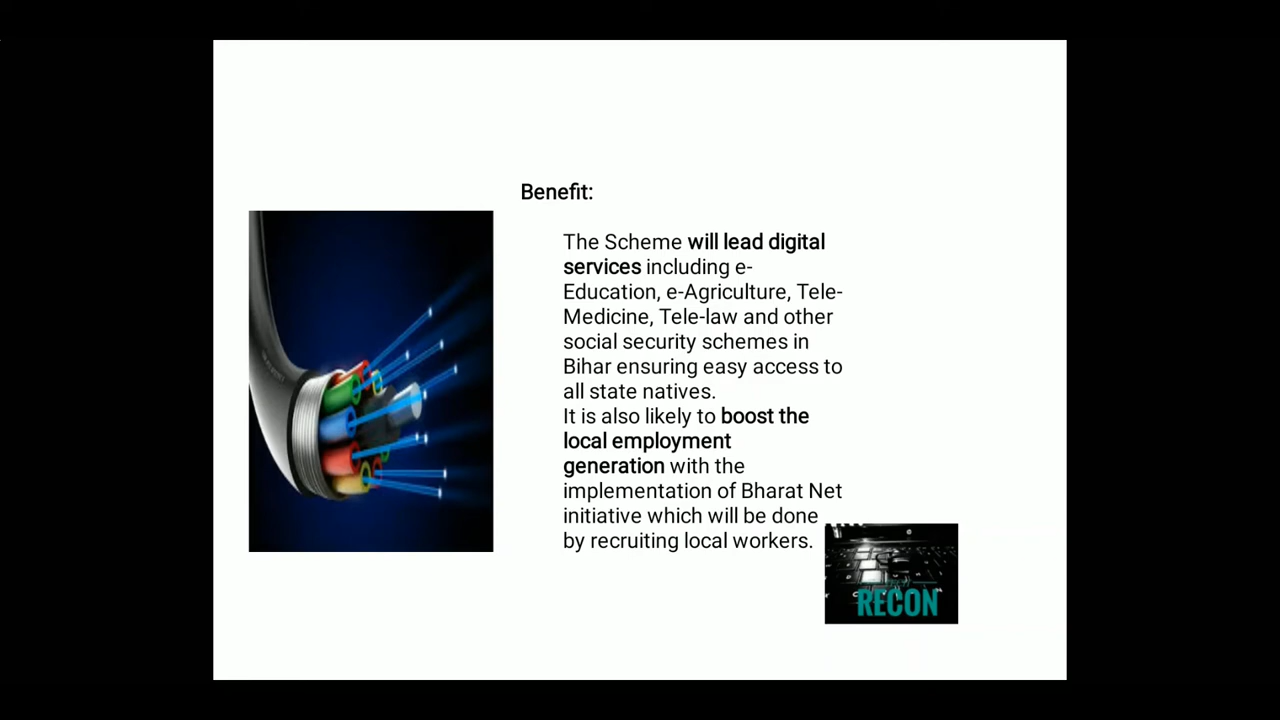 Benefit:
The Scheme will lead digital
services including e-
Education, e-Agriculture, Tele-
Medicine, Tele-law and other
social security schemes in
Bihar ensuring easy access to
all state natives.
It is also likely to boost the
local employment
generation with the
implementation of Bharat Net
initiative which will be done
by recruiting local workers.
RECON